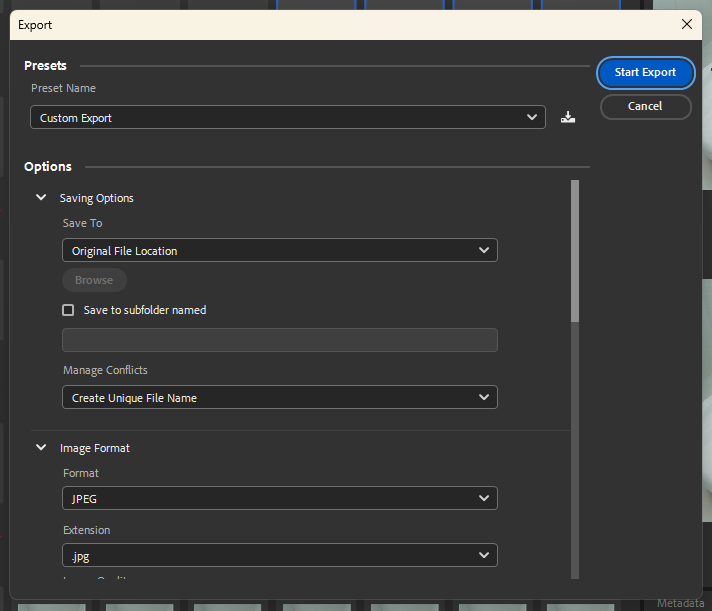 Export
Presets
Preset Name
Custom Export
Start Export
Cancel
Options
Saving Options
Save To
Original File Location
Browse
Save to subfolder named
Manage Conflicts
Create Unique File Name
Image Format
Format
JPEG
Extension
.jpg
Metadata